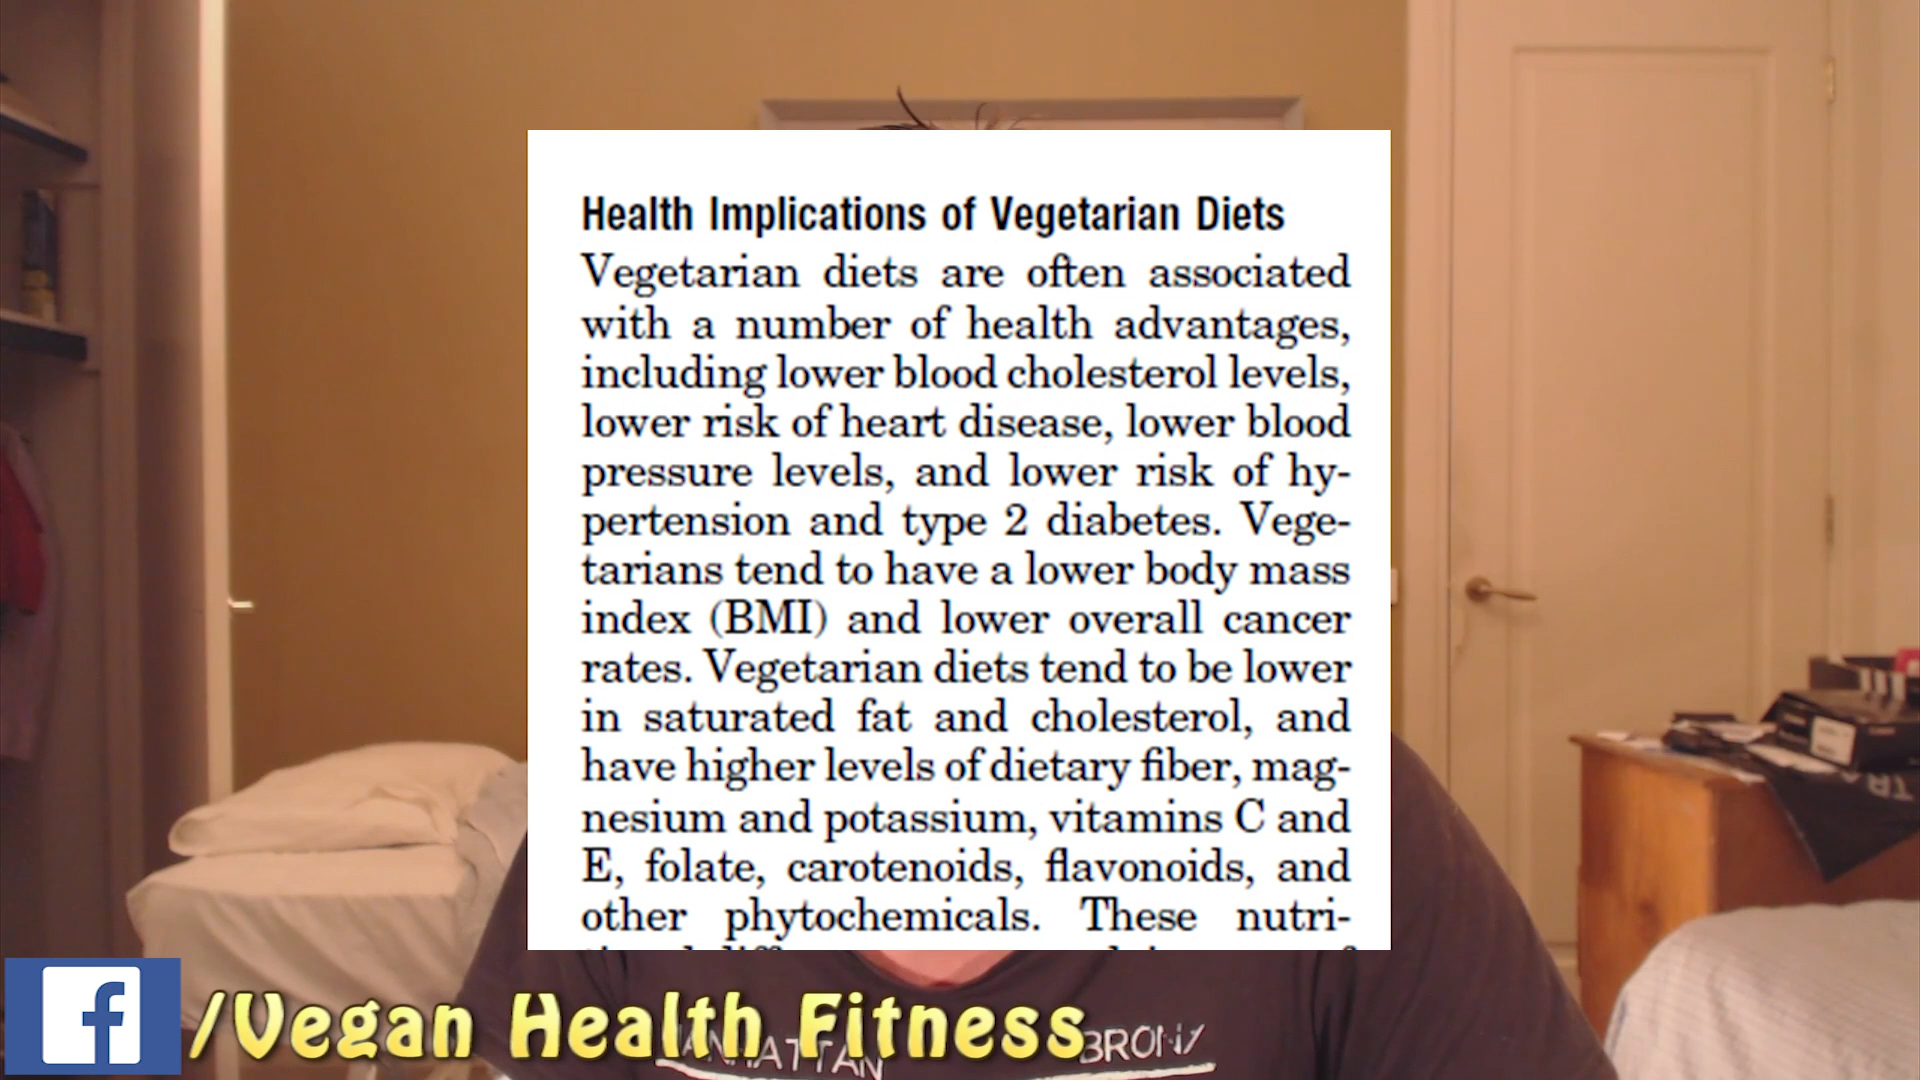 Health Implications of Vegetarian Diets
Vegetarian diets are often associated
with a number of health advantages,
including lower blood cholesterol levels,
lower risk of heart disease, lower blood
pressure levels, and lower risk of hy-
pertension and type 2 diabetes. Vege-
tarians tend to have a lower body mass
index (BMI) and lower overall cancer
rates. Vegetarian diets tend to be lower
in saturated fat and cholesterol, and
have higher levels of dietary fiber, mag-
nesium and potassium, vitamins C and
E, folate, carotenoids, flavonoids, and
other phytochemicals. These nutri-
f /Vegan Health Fitness
MANHATTAN BRONX